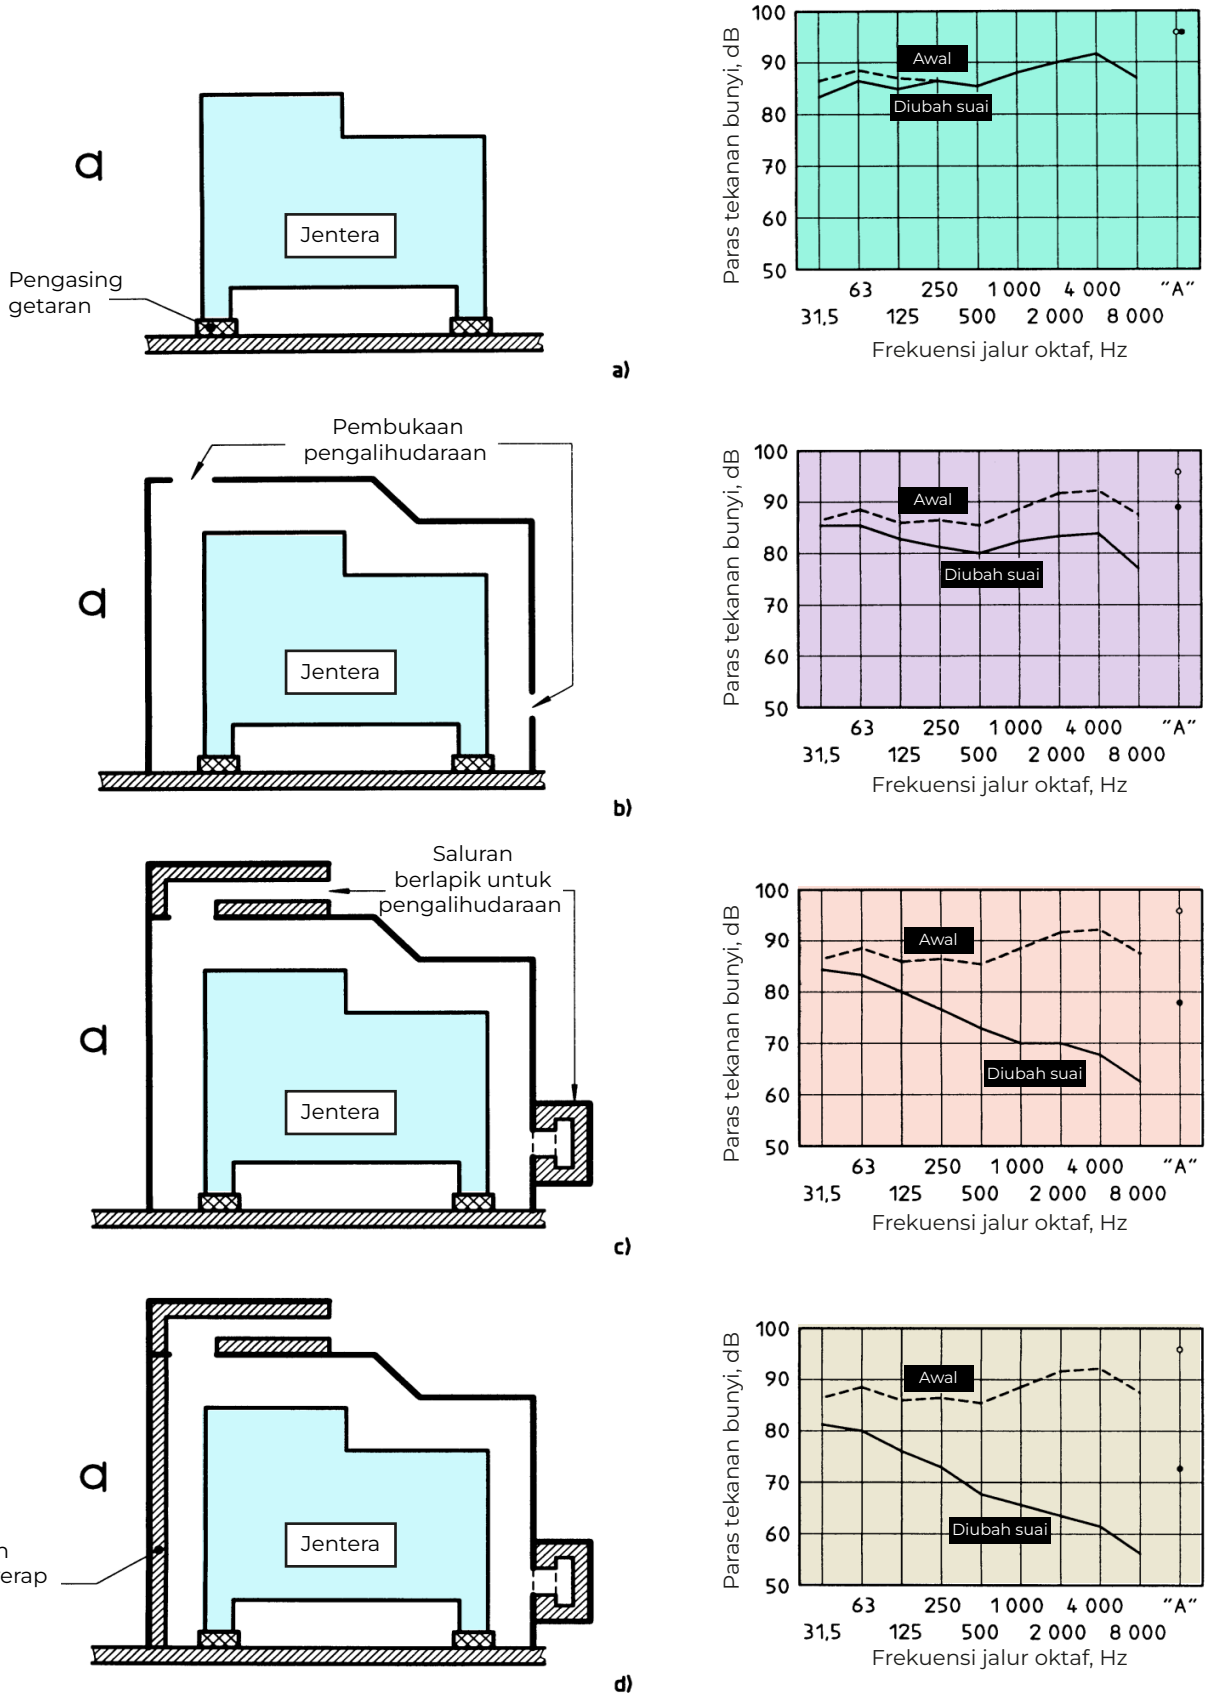 100
90
80
70
60
50
Paras tekanan bunyi, dB
Awal
Diubah suai
63 250 1 000 4 000 "A"
31,5 125 500 2 000 8 000
Frekuensi jalur oktaf, Hz
Jentera
Pengasing
getaran
a)
Pembukaan
pengalihudaraan
Jentera
100
90
80
70
60
50
Paras tekanan bunyi, dB
Awal
Diubah suai
63 250 1 000 4 000 "A"
31,5 125 500 2 000 8 000
Frekuensi jalur oktaf, Hz
b)
Saluran
berlapik untuk
pengalihudaraan
Jentera
100
90
80
70
60
50
Paras tekanan bunyi, dB
Awal
Diubah suai
63 250 1 000 4 000 "A"
31,5 125 500 2 000 8 000
Frekuensi jalur oktaf, Hz
c)
Jentera
erap
100
90
80
70
60
50
Paras tekanan bunyi, dB
Awal
Diubah suai
63 250 1 000 4 000 "A"
31,5 125 500 2 000 8 000
Frekuensi jalur oktaf, Hz
d)